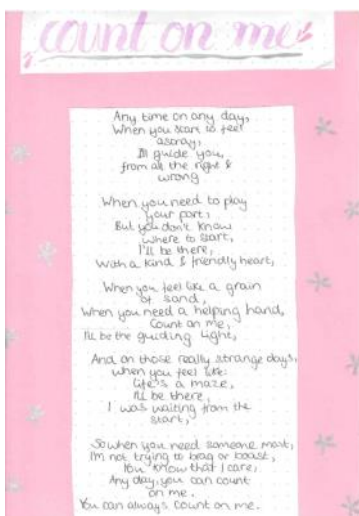 count on me
Any time on any day,
When you start to feel
astray,
I'll guide you,
from all the right &
wrong
When you need to play
your part,
But you don't know
where to start,
I'll be there,
With a kind & friendly heart,
When you feel like a grain
of sand,
When you need a helping hand,
Count on me,
I'll be the guiding light,
And on those really strange days,
when you feel like
life's a maze,
I'll be there,
I was waiting from the
start,
So when you need someone most,
I'm not trying to brag or boast,
You know that I care,
Any day, you can count
on me.
You can always count on me.